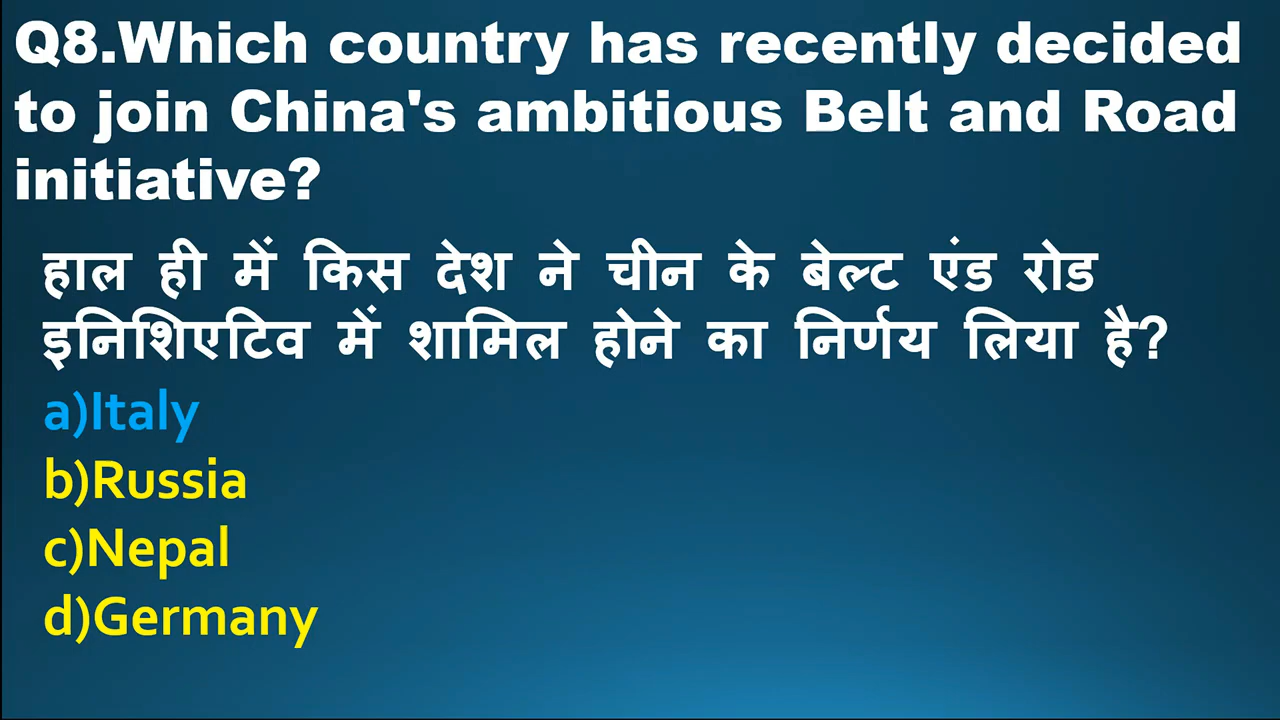 Q8.Which country has recently decided
to join China's ambitious Belt and Road
initiative?
हाल ही में किस देश ने चीन के बेल्ट एंड रोड
इनिशिएटिव में शामिल होने का निर्णय लिया है?
a)Italy
b)Russia
c)Nepal
d)Germany